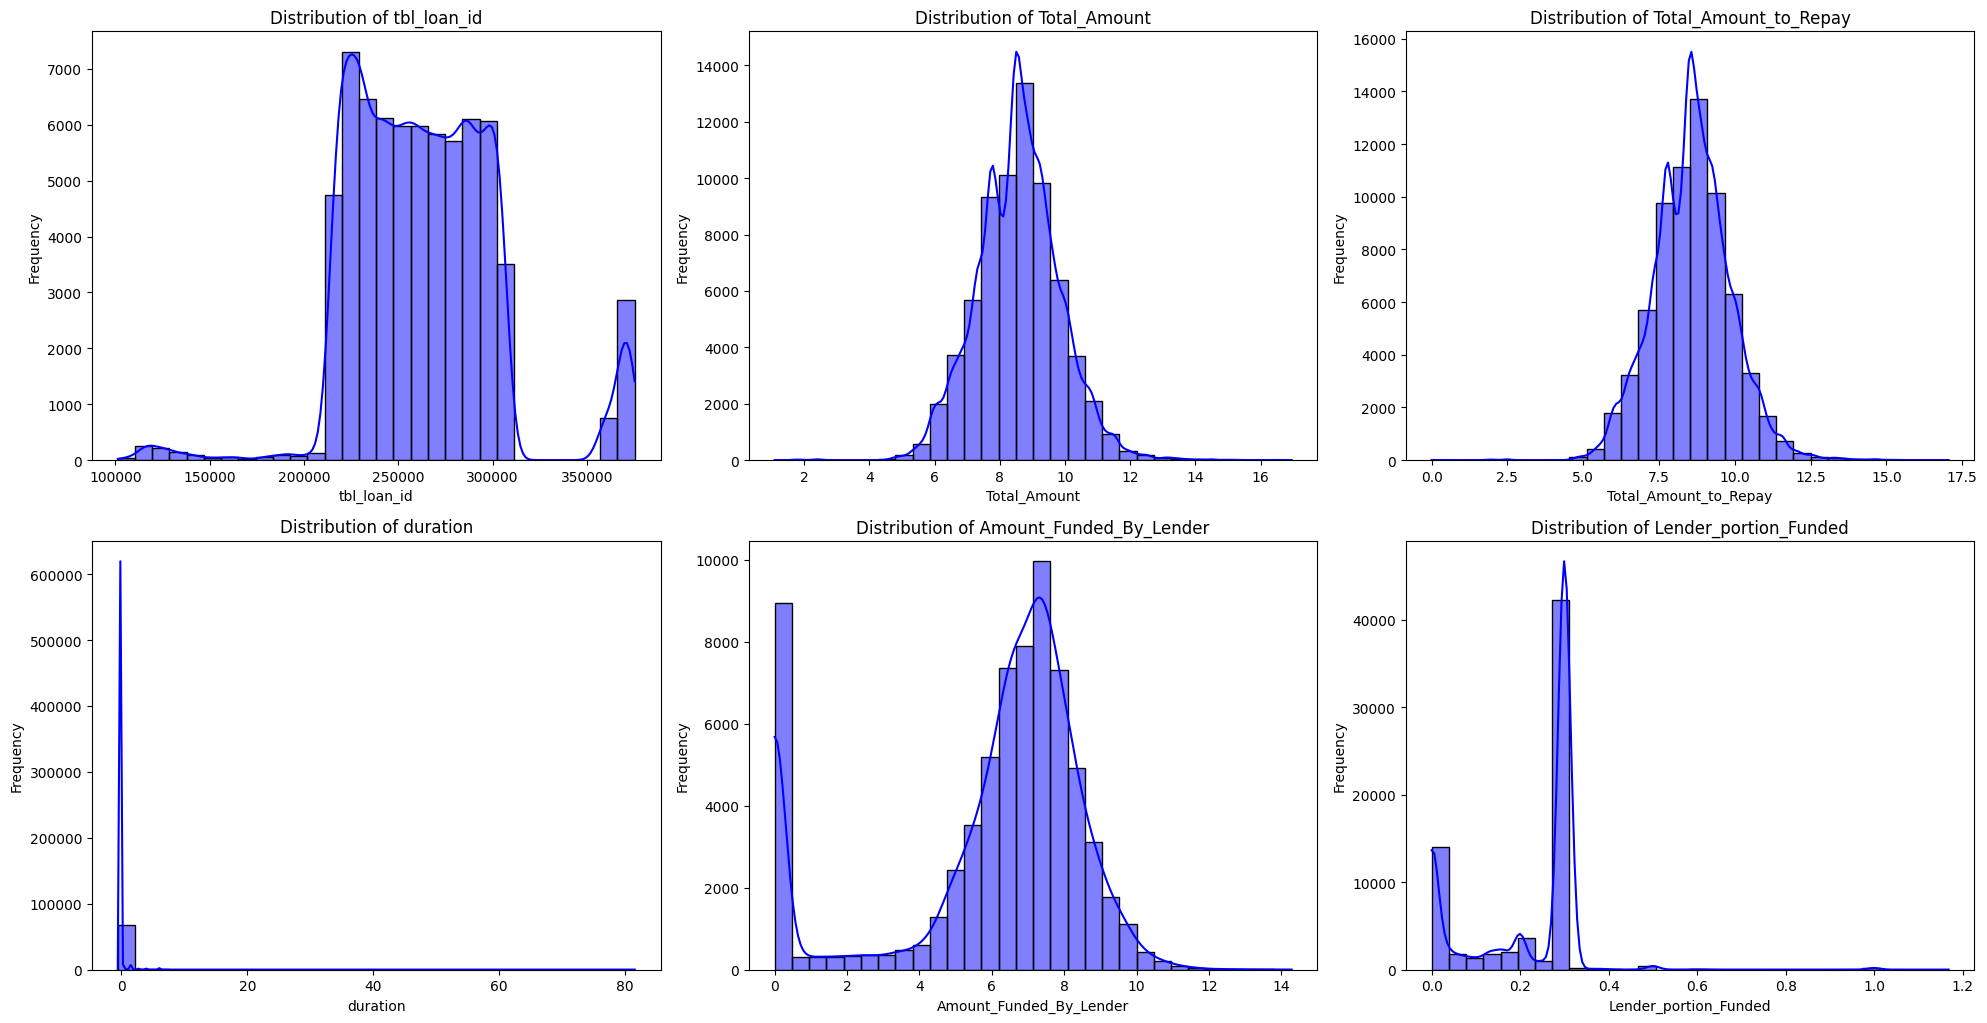 Distribution of tbl_loan_id
7000
6000
5000
4000
3000
2000
1000
0
Frequency
100000 150000 200000 250000 300000 350000
tbl_loan_id
Distribution of Total_Amount
14000
12000
10000
8000
6000
4000
2000
0
Frequency
2 4 6 8 10 12 14 16
Total_Amount
Distribution of Total_Amount_to_Repay
16000
14000
12000
10000
8000
6000
4000
2000
0
Frequency
0.0 2.5 5.0 7.5 10.0 12.5 15.0 17.5
Total_Amount_to_Repay
Distribution of duration
600000
500000
400000
300000
200000
100000
0
Frequency
0 20 40 60 80
duration
Distribution of Amount_Funded_By_Lender
10000
8000
6000
4000
2000
0
Frequency
0 2 4 6 8 10 12 14
Amount_Funded_By_Lender
Distribution of Lender_portion_Funded
40000
30000
20000
10000
0
Frequency
0.0 0.2 0.4 0.6 0.8 1.0 1.2
Lender_portion_Funded